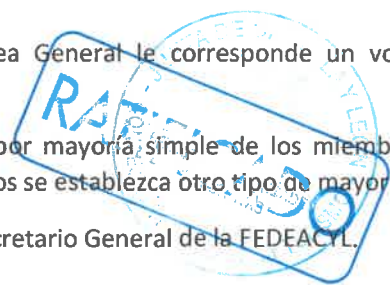 ea General le corresponde un vo
por mayoría simple de los miemb
os se establezca otro tipo de mayor
cretario General de la FEDEACYL.
RATIFICADO